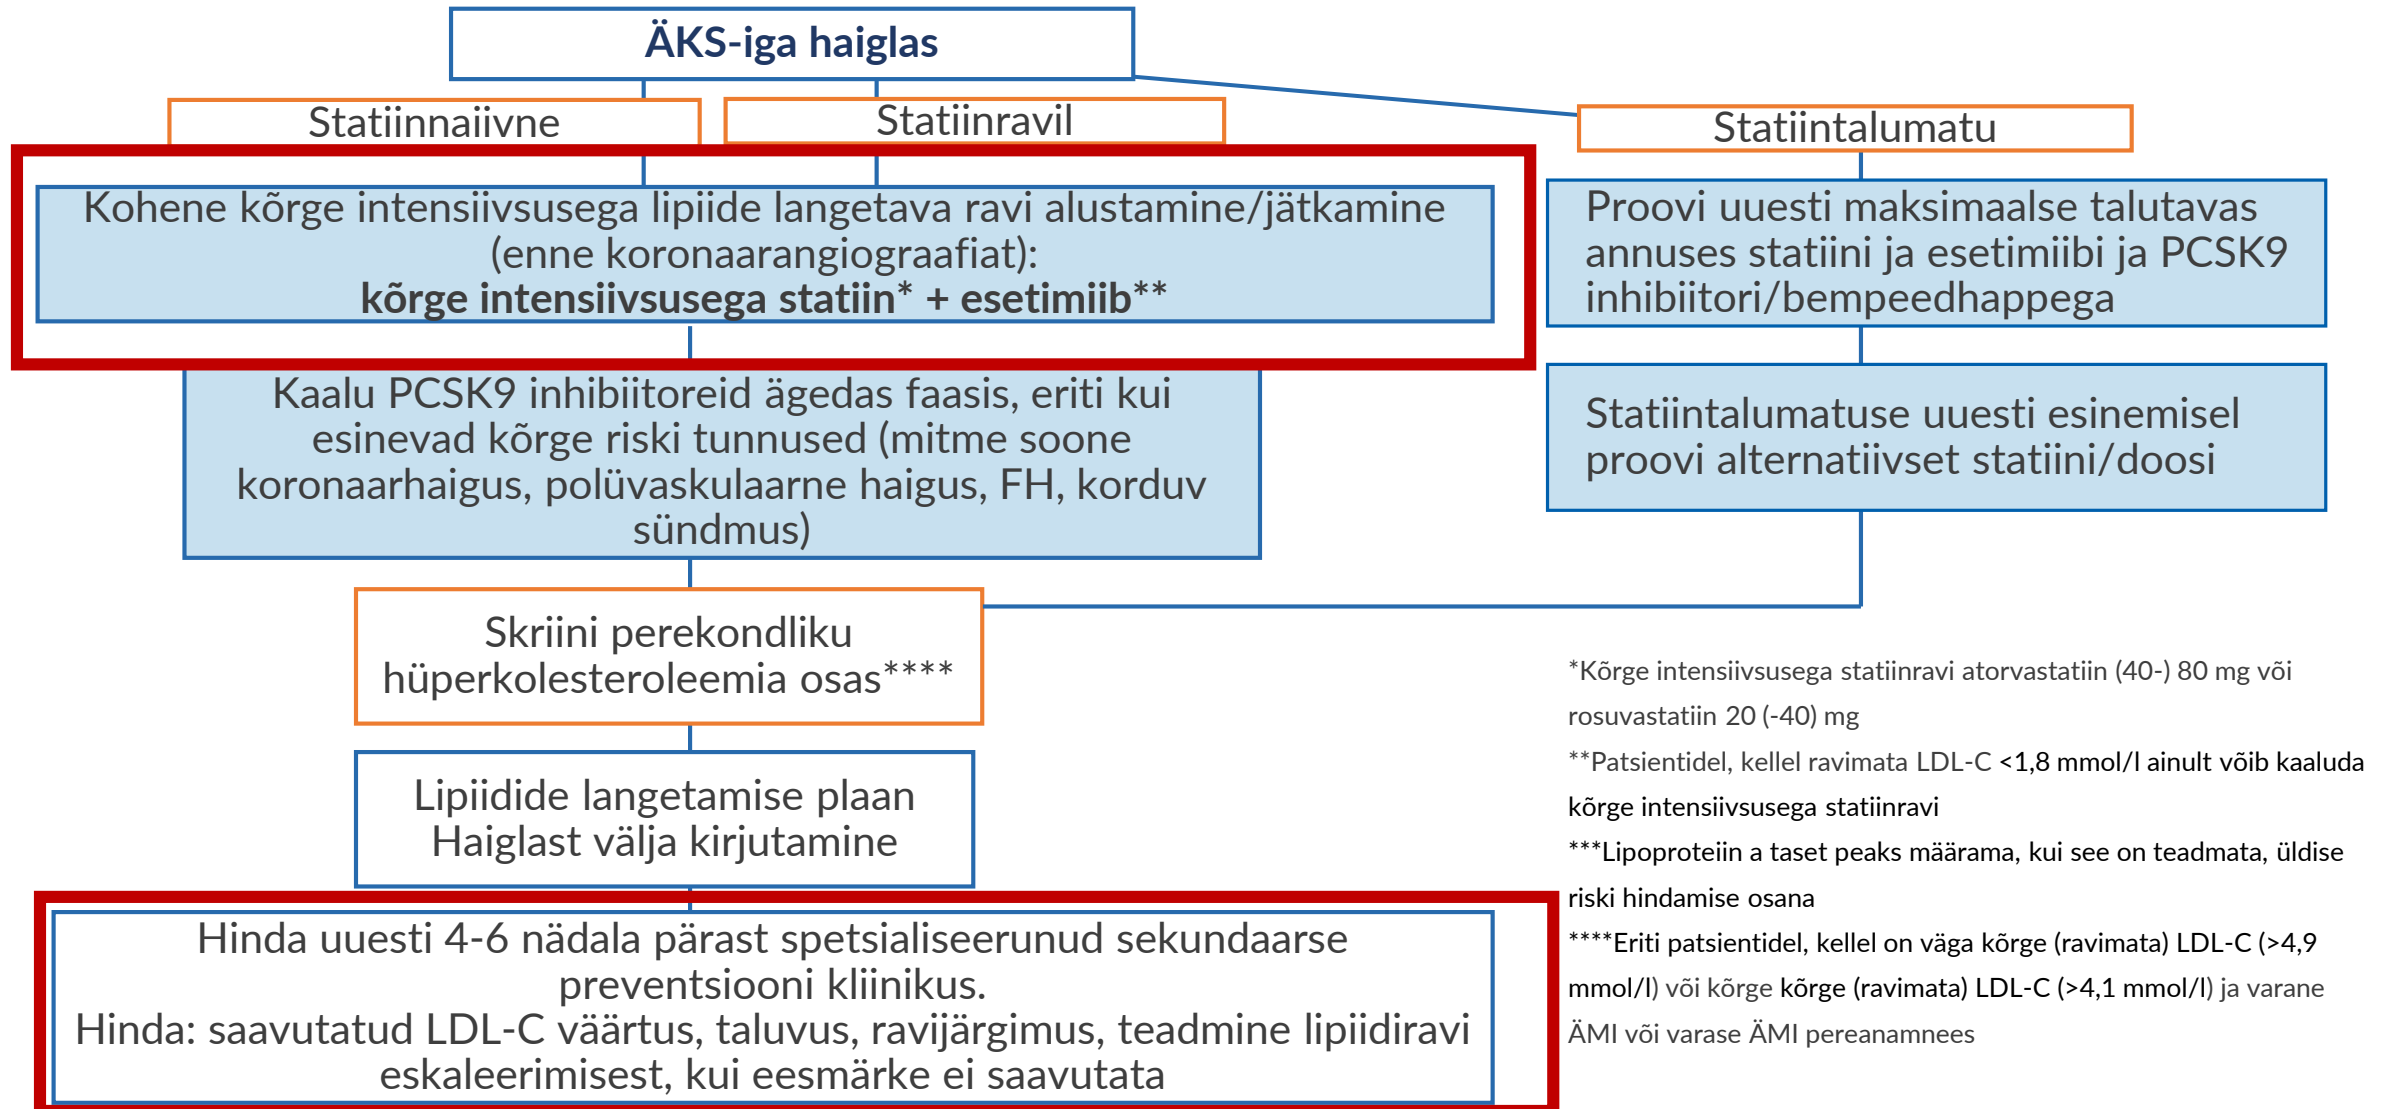 ÄKS-iga haiglas
Statiinnaiivne
Statiinravil
Statiintalumatu
Kohene kõrge intensiivsusega lipiide langetava ravi alustamine/jätkamine
(enne koronaarangiograafiat):
kõrge intensiivsusega statiin* + esetimiib**
Proovi uuesti maksimaalse talutavas
annuses statiini ja esetimiibi ja PCSK9
inhibiitori/bempeedhappega
Kaalu PCSK9 inhibiitoreid ägedas faasis, eriti kui
esinevad kõrge riski tunnused (mitme soone
koronaarhaigus, polüvaskulaarne haigus, FH, korduv
sündmus)
Statiintalumatuse uuesti esinemisel
proovi alternatiivset statiini/doosi
Skriini perekondliku
hüperkolesteroleemia osas****
Lipiidide langetamise plaan
Haiglast välja kirjutamine
Hinda uuesti 4-6 nädala pärast spetsialiseerunud sekundaarse
preventsiooni kliinikus.
Hinda: saavutatud LDL-C väärtus, taluvus, ravijärgimus, teadmine lipiidiravi
eskaleerimisest, kui eesmärke ei saavutata
*Kõrge intensiivsusega statiinravi atorvastatiin (40-) 80 mg või
rosuvastatiin 20 (-40) mg
**Patsientidel, kellel ravimata LDL-C <1,8 mmol/l ainult võib kaaluda
kõrge intensiivsusega statiinravi
***Lipoproteiin a taset peaks määrama, kui see on teadmata, üldise
riski hindamise osana
****Eriti patsientidel, kellel on väga kõrge (ravimata) LDL-C (>4,9
mmol/l) või kõrge kõrge (ravimata) LDL-C (>4,1 mmol/l) ja varane
ÄMI või varase ÄMI pereanamnees